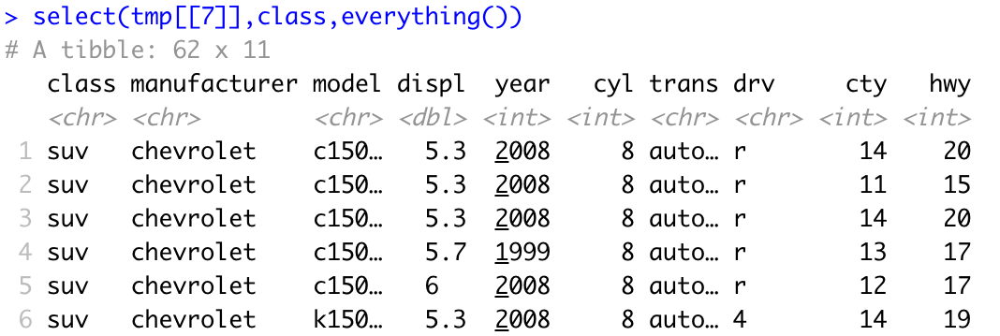 > select(tmp[[7]],class,everything())
# A tibble: 62 x 11
class manufacturer model displ year cyl trans drv cty hwy
<chr> <chr> <chr> <dbl> <int> <int> <chr> <chr> <int> <int>
1 suv chevrolet c150… 5.3 2008 8 auto… r 14 20
2 suv chevrolet c150… 5.3 2008 8 auto… r 11 15
3 suv chevrolet c150… 5.3 2008 8 auto… r 14 20
4 suv chevrolet c150… 5.7 1999 8 auto… r 13 17
5 suv chevrolet c150… 6 2008 8 auto… r 12 17
6 suv chevrolet k150… 5.3 2008 8 auto… 4 14 19